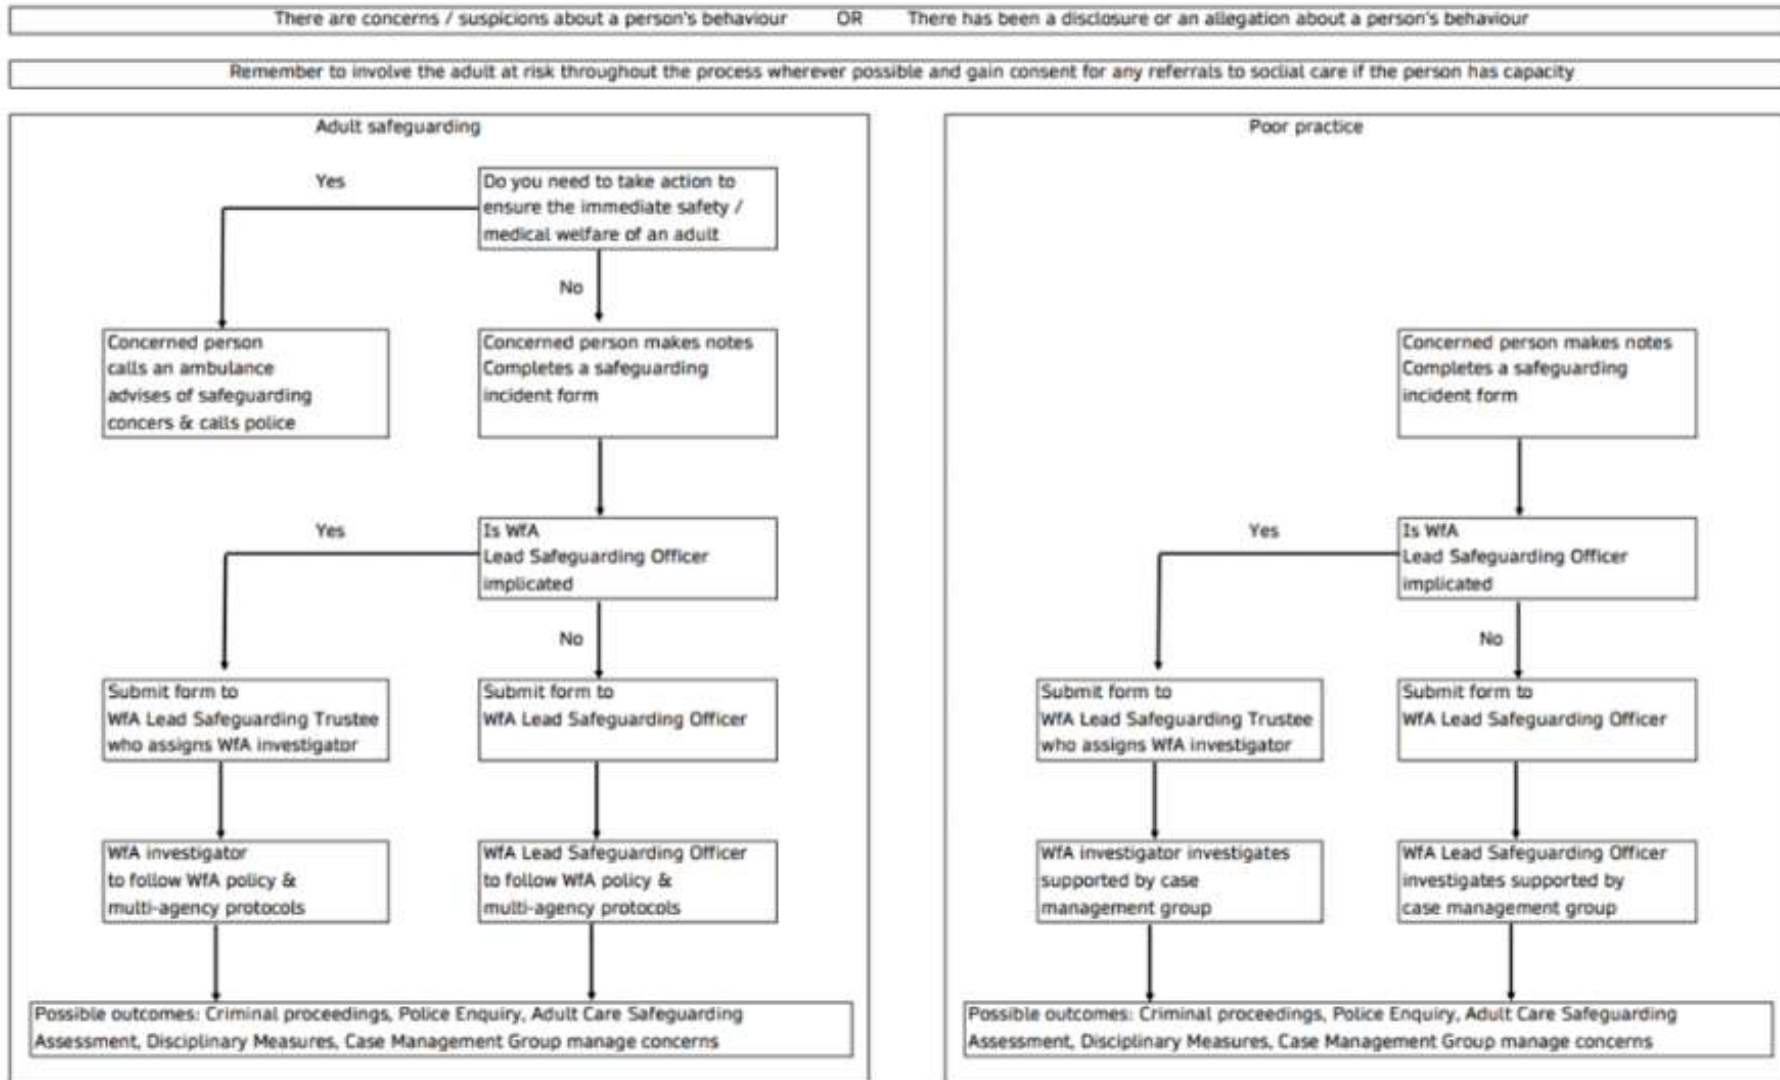 There are concerns / suspicions about a person's behaviour OR There has been a disclosure or an allegation about a person's behaviour
Remember to involve the adult at risk throughout the process wherever possible and gain consent for any referrals to soclial care if the person has capacity
Adult safeguarding
Yes
Do you need to take action to
ensure the immediate safety /
medical welfare of an adult
No
Concerned person
calls an ambulance
advises of safeguarding
concers & calls police
Concerned person makes notes
Completes a safeguarding
incident form
Yes
Is WfA
Lead Safeguarding Officer
implicated
No
Submit form to
WfA Lead Safeguarding Trustee
who assigns WfA investigator
Submit form to
WfA Lead Safeguarding Officer
WfA investigator
to follow WfA policy &
multi-agency protocols
WfA Lead Safeguarding Officer
to follow WfA policy &
multi-agency protocols
Possible outcomes: Criminal proceedings, Police Enquiry, Adult Care Safeguarding
Assessment, Disciplinary Measures, Case Management Group manage concerns
Poor practice
Concerned person makes notes
Completes a safeguarding
incident form
Yes
Is WfA
Lead Safeguarding Officer
implicated
No
Submit form to
WfA Lead Safeguarding Trustee
who assigns WfA investigator
Submit form to
WfA Lead Safeguarding Officer
WfA investigator investigates
supported by case
management group
WfA Lead Safeguarding Officer
investigates supported by
case management group
Possible outcomes: Criminal proceedings, Police Enquiry, Adult Care Safeguarding
Assessment, Disciplinary Measures, Case Management Group manage concerns